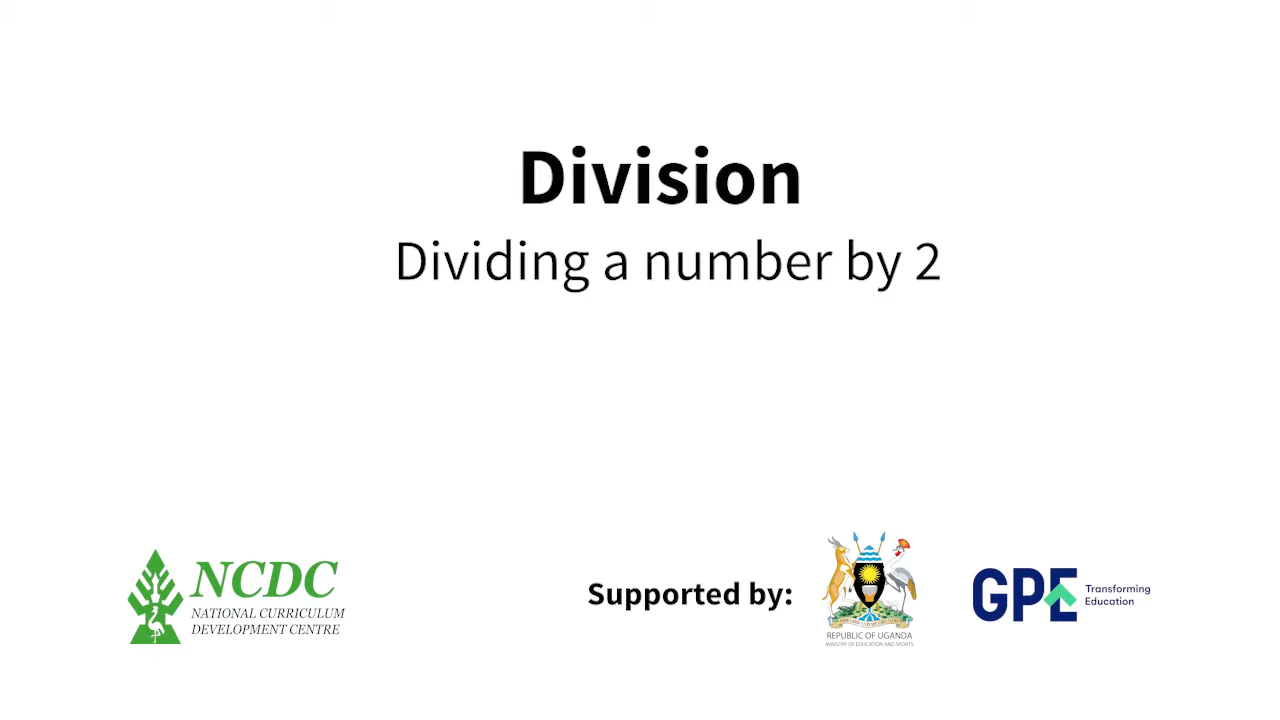 Division
Dividing a number by 2
NCDC
NATIONAL CURRICULUM
DEVELOPMENT CENTRE
Supported by:
REPUBLIC OF UGANDA
MINISTRY OF EDUCATION AND SPORTS
GPE
Transforming
Education